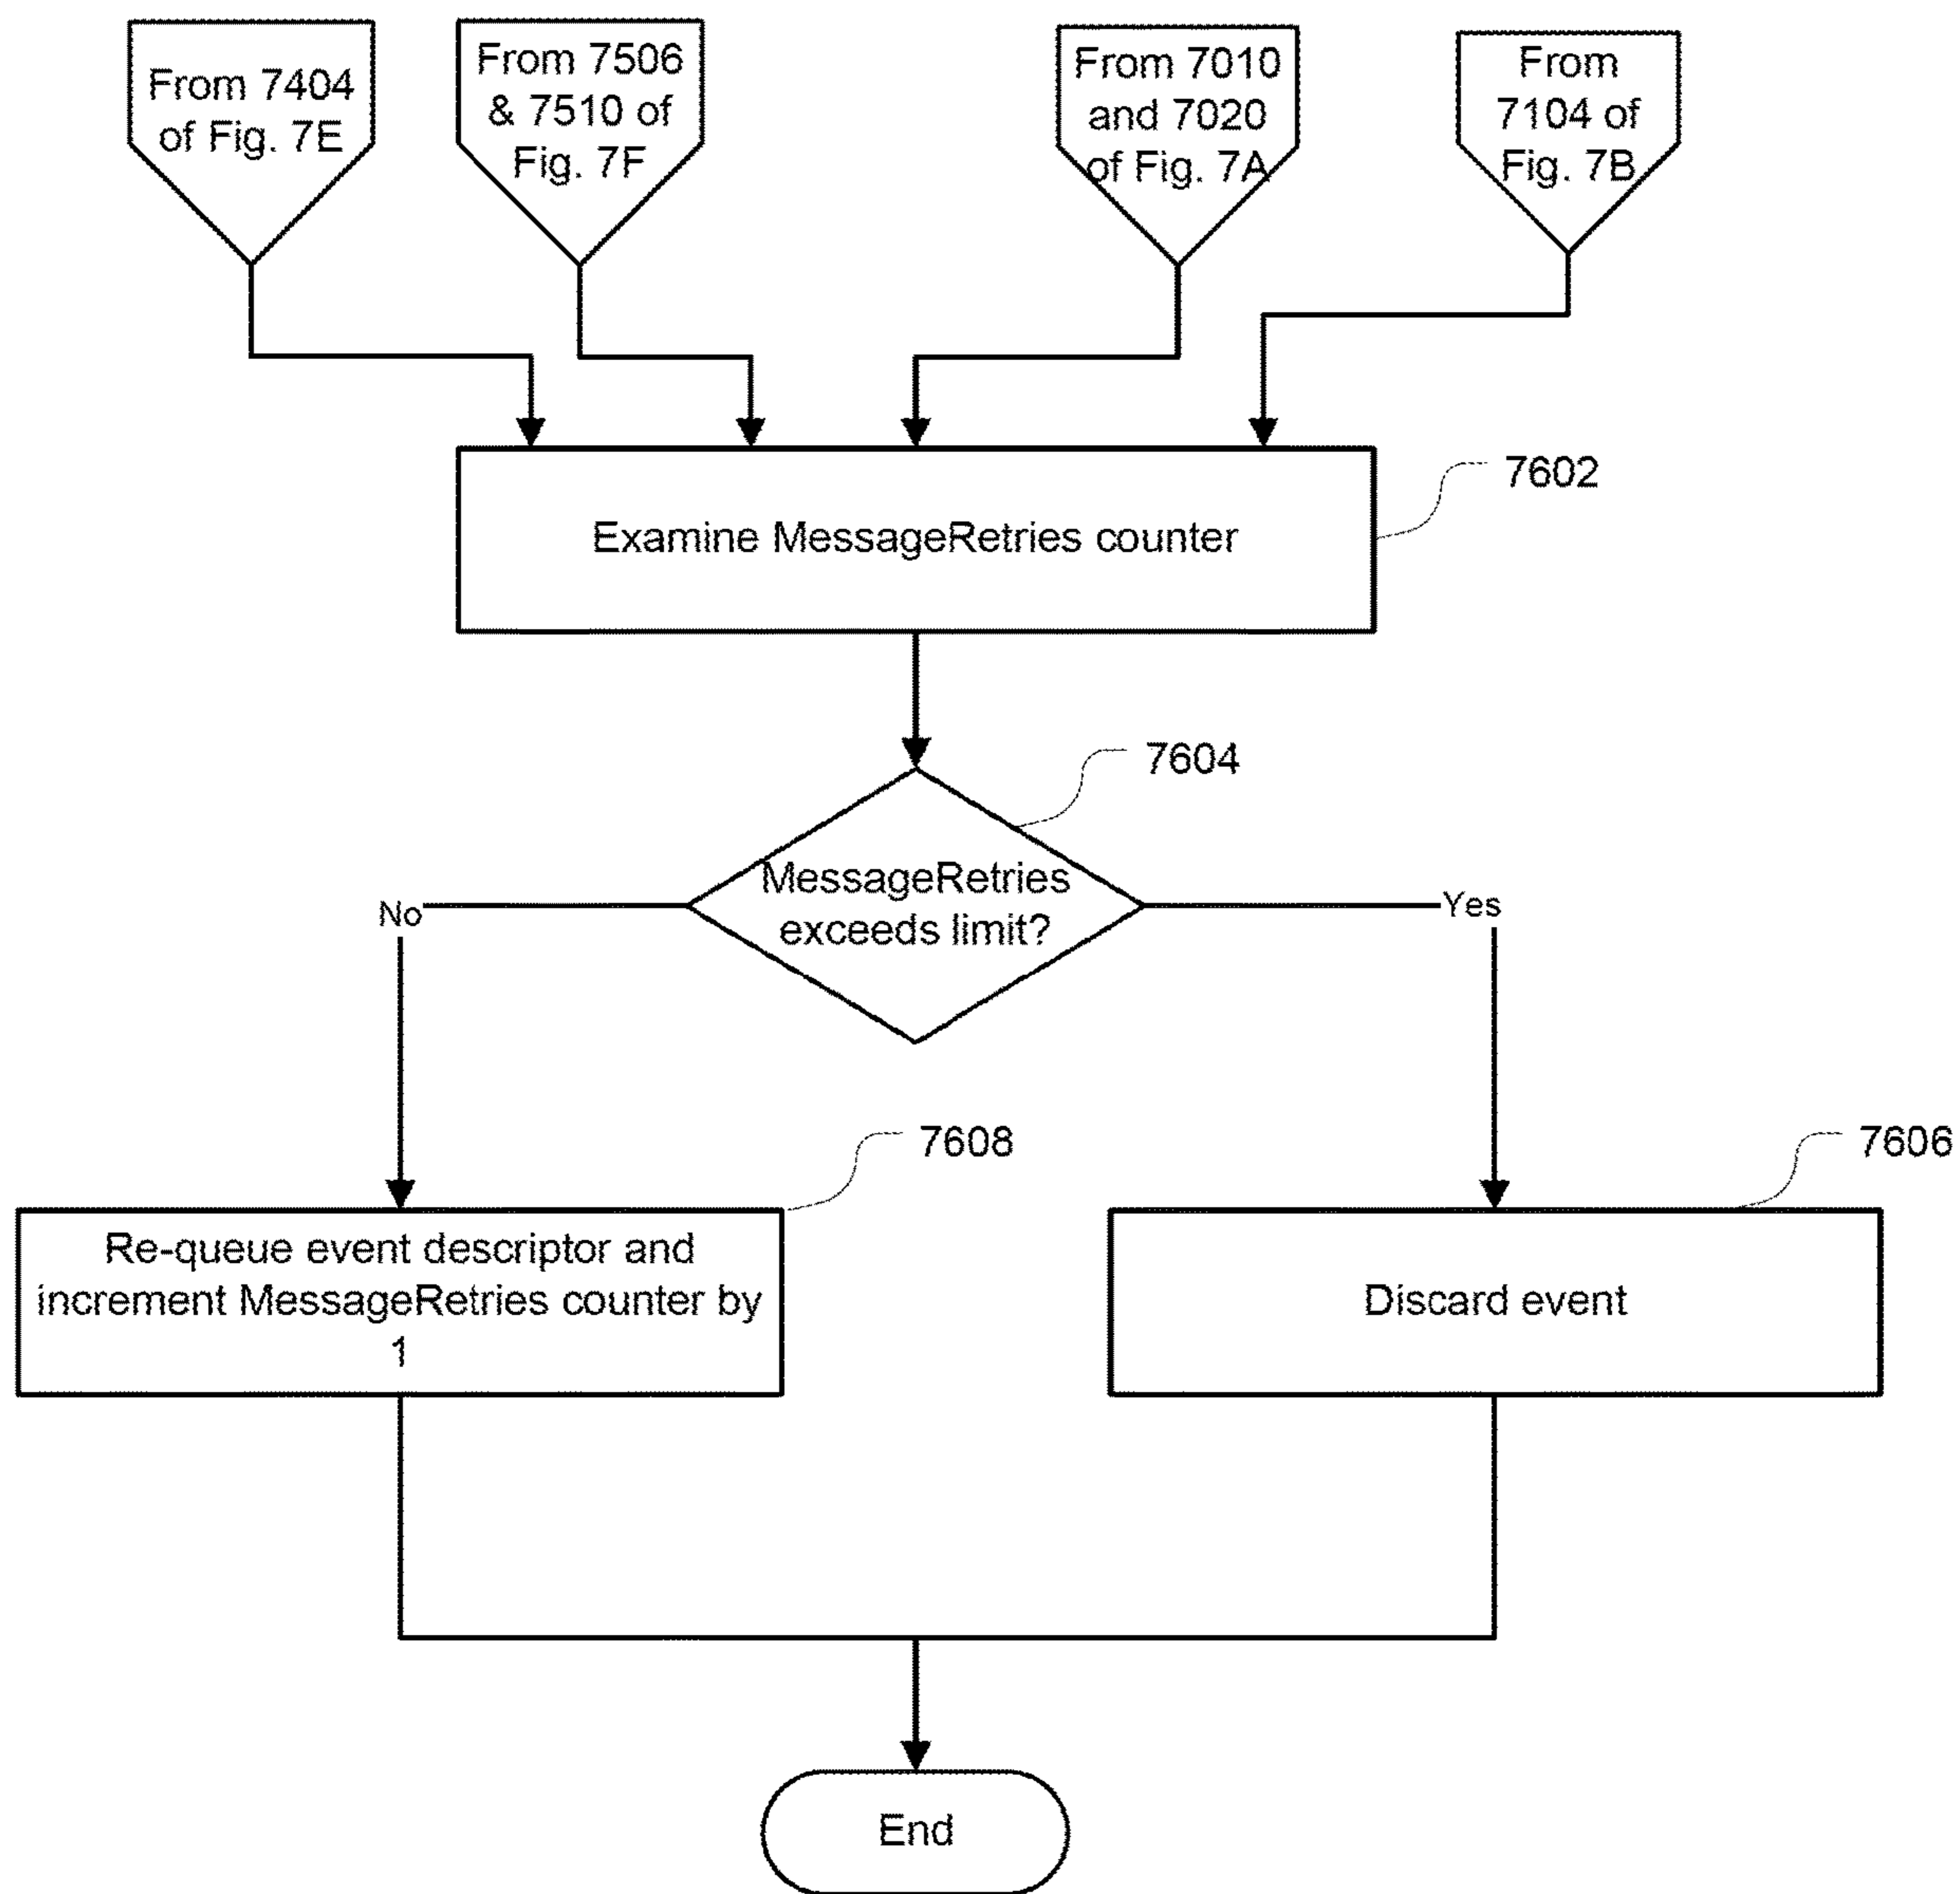 From 7404
of Fig. 7E
From 7506
& 7510 of
Fig. 7F
From 7010
and 7020
of Fig. 7A
From
7104 of
Fig. 7B
Examine MessageRetries counter
7602
7604
MessageRetries
exceeds limit?
No
Yes
7608
7606
Re-queue event descriptor and
increment MessageRetries counter by
1
Discard event
End